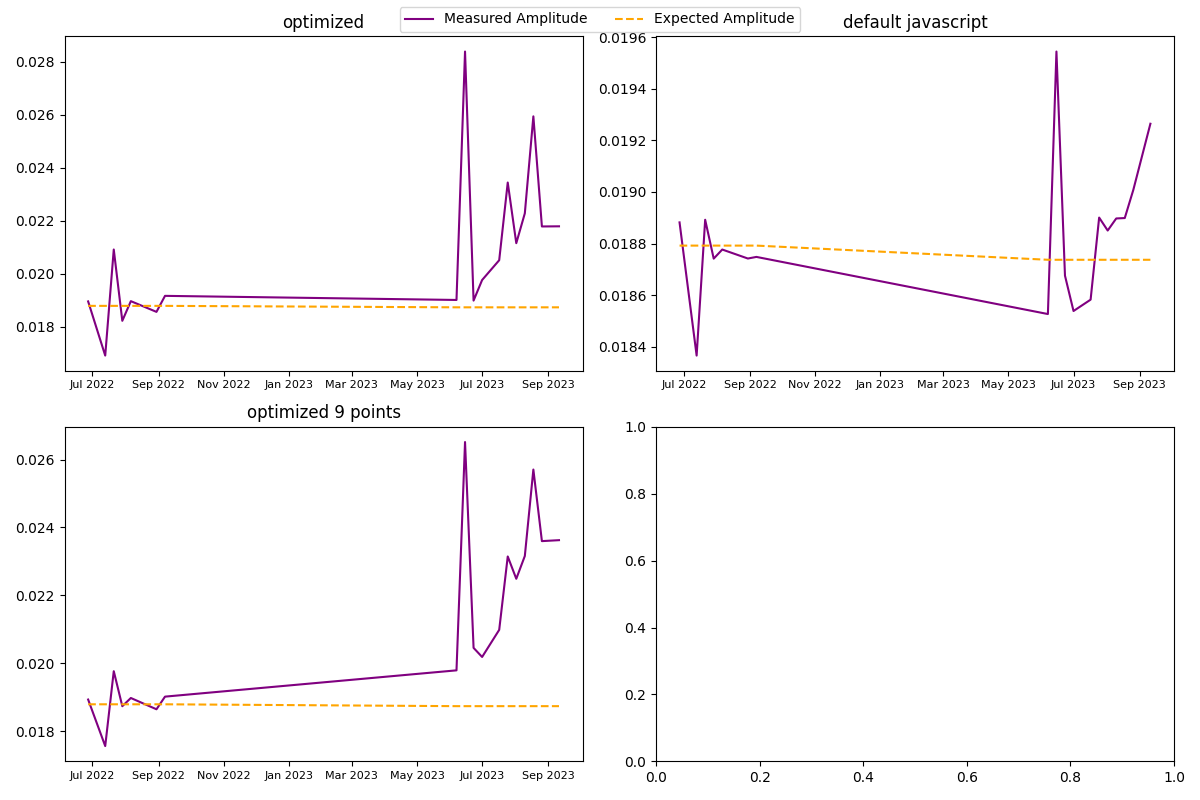 Measured Amplitude
Expected Amplitude
optimized
0.028
0.026
0.024
0.022
0.020
0.018
Jul 2022
Sep 2022
Nov 2022
Jan 2023
Mar 2023
May 2023
Jul 2023
Sep 2023
default javascript
0.0196
0.0194
0.0192
0.0190
0.0188
0.0186
0.0184
Jul 2022
Sep 2022
Nov 2022
Jan 2023
Mar 2023
May 2023
Jul 2023
Sep 2023
optimized 9 points
0.026
0.024
0.022
0.020
0.018
Jul 2022
Sep 2022
Nov 2022
Jan 2023
Mar 2023
May 2023
Jul 2023
Sep 2023
1.0
0.8
0.6
0.4
0.2
0.0
0.0
0.2
0.4
0.6
0.8
1.0